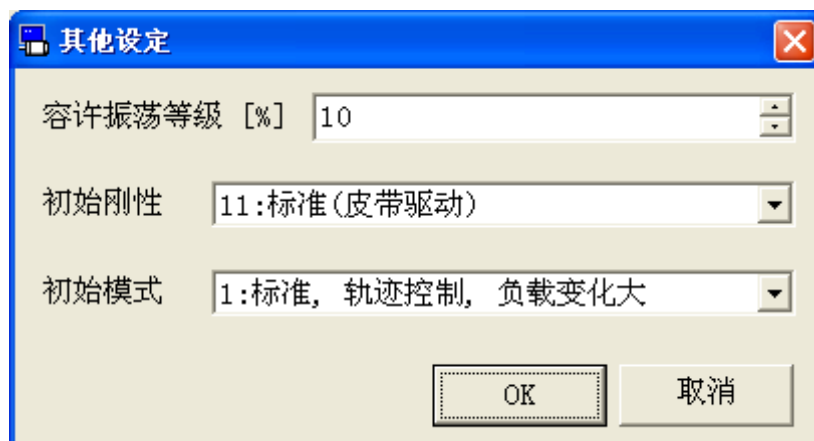 其他设定
容许振荡等级 [%] 10
初始刚性 11:标准(皮带驱动)
初始模式 1:标准, 轨迹控制, 负载变化大
OK 取消